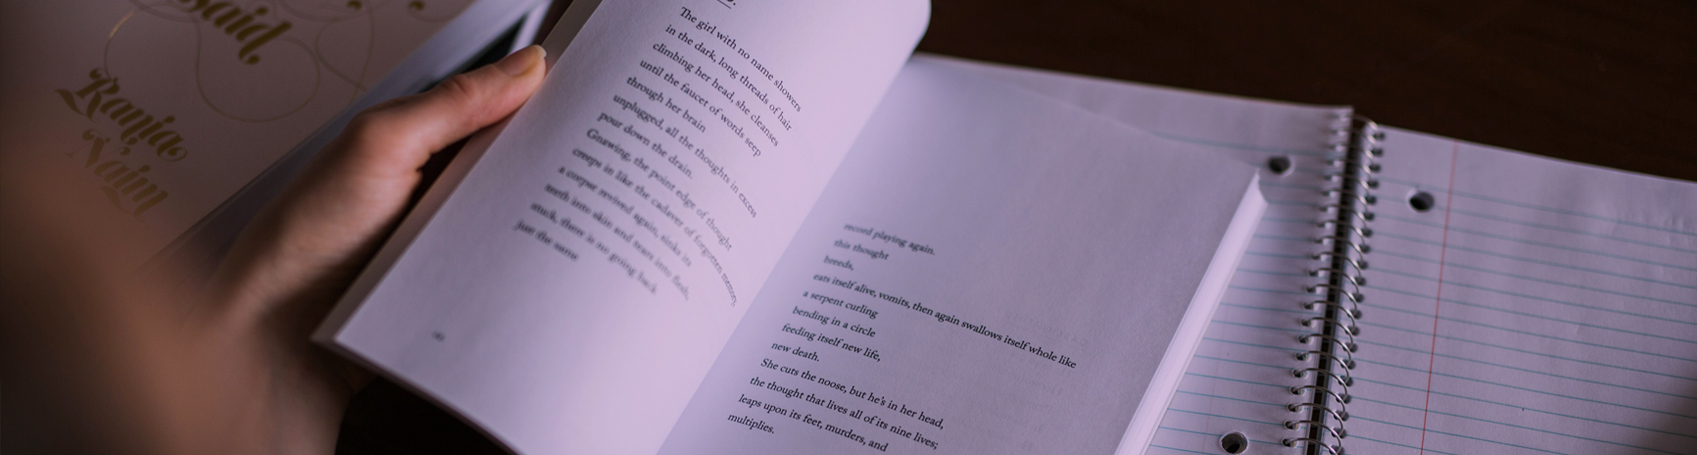 said
Rania
Naim
The girl with no name showers
in the dark, long threads of hair
climbing her head, she cleanses
until the faucet of words seep
through her brain
unplugged, all the thoughts in excess
pour down the drain.
Gnawing, the point edge of thought
creeps in like the cadaver of forgotten memory,
a corpse revived again, sinks its
teeth into skin and tears into flesh,
stuck, there is no going back
just the same
record playing again.
this thought
breeds,
eats itself alive, vomits, then again swallows itself whole like
a serpent curling
bending in a circle
feeding itself new life,
new death.
She cuts the noose, but he's in her head,
the thought that lives all of its nine lives;
leaps upon its feet, murders, and
multiplies.